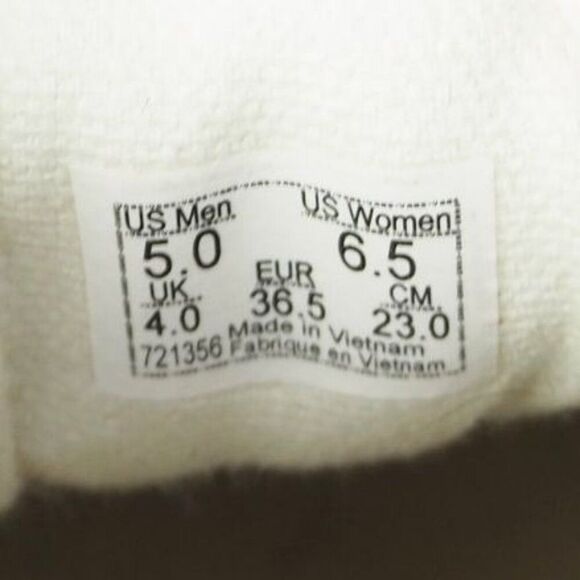 US Men US Women
5.0 6.5
UK EUR CM
4.0 36.5 23.0
Made in Vietnam
721356 Fabrique en Vietnam